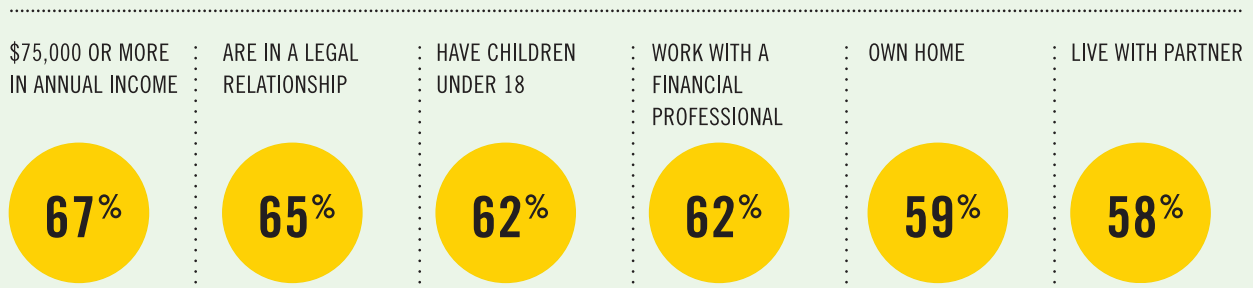 $75,000 OR MORE
IN ANNUAL INCOME
67%
ARE IN A LEGAL
RELATIONSHIP
65%
HAVE CHILDREN
UNDER 18
62%
WORK WITH A
FINANCIAL
PROFESSIONAL
62%
OWN HOME
59%
LIVE WITH PARTNER
58%